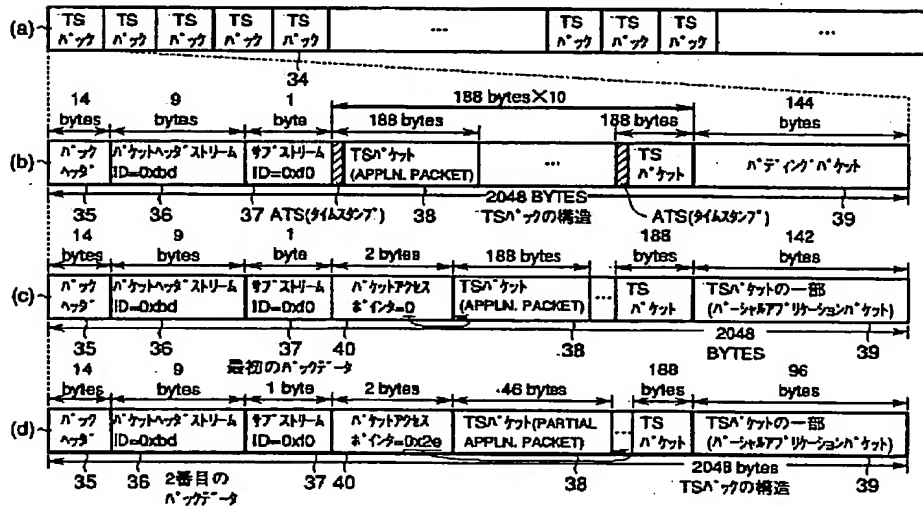 (a) TS パック TS パック TS パック TS パック TS パック … TS パック TS パック TS パック …
34
14 bytes 9 bytes 1 byte 188 bytes×10 188 bytes 188 bytes 144 bytes
(b) パック ヘッダ パケットヘッダストリーム ID=0xbd サブストリーム ID=0xf0 TSパケット (APPLN. PACKET) … TS パケット パディングパケット
2048 BYTES
35 36 37 ATS(タイムスタンプ) 38 TSパックの構造 ATS(タイムスタンプ) 39
14 bytes 9 bytes 1 byte 2 bytes 188 bytes 188 bytes 142 bytes
(c) パック ヘッダ パケットヘッダストリーム ID=0xbd サブストリーム ID=0xf0 パケットアクセス ポインター=0 TSパケット (APPLN. PACKET) … TS パケット TSパケットの一部 (パーシャルアプリケーションパケット)
2048 BYTES
35 36 37 40 38 39
最初のパックデータ
14 bytes 9 bytes 1 byte 2 bytes 46 bytes 188 bytes 96 bytes
(d) パック ヘッダ パケットヘッダストリーム ID=0xbd サブストリーム ID=0xf0 パケットアクセス ポインター=0x2e TSパケット(PARTIAL APPLN. PACKET) … TS パケット TSパケットの一部 (パーシャルアプリケーションパケット)
2048 bytes
35 36 2番目の パックデータ 37 40 38 TSパックの構造 39